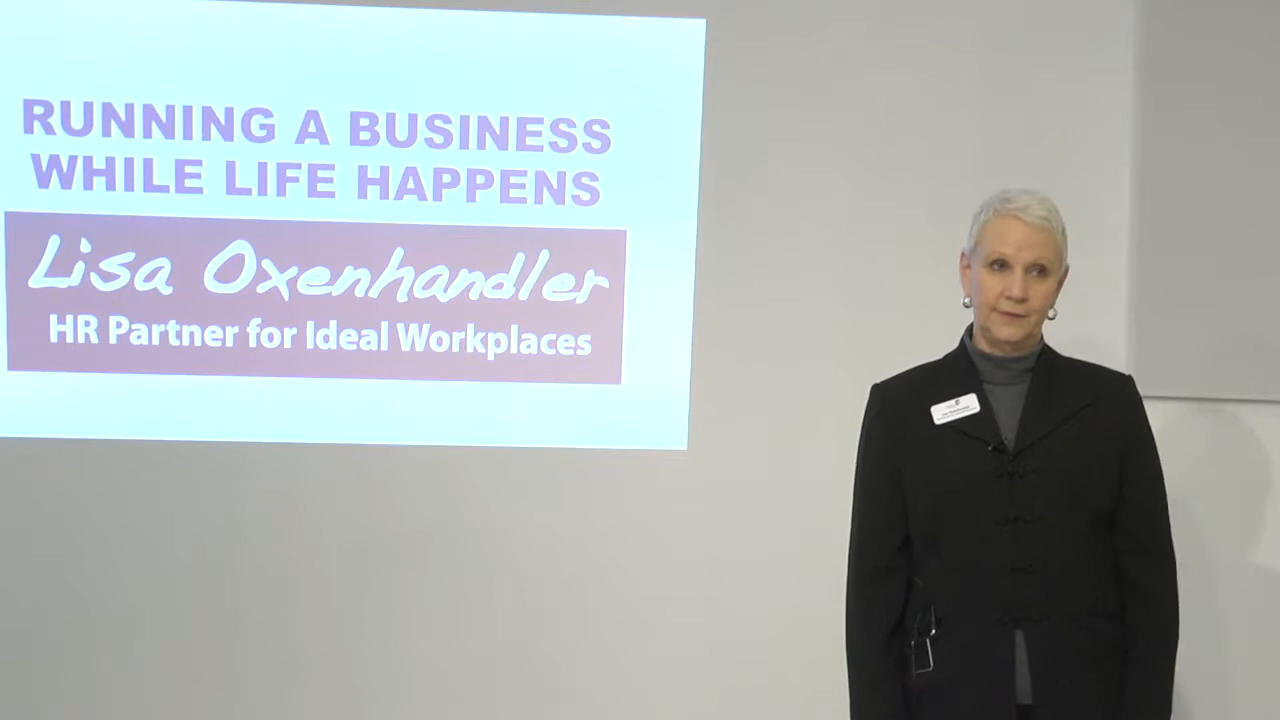 RUNNING A BUSINESS
WHILE LIFE HAPPENS
Lisa Oxenhandler
HR Partner for Ideal Workplaces